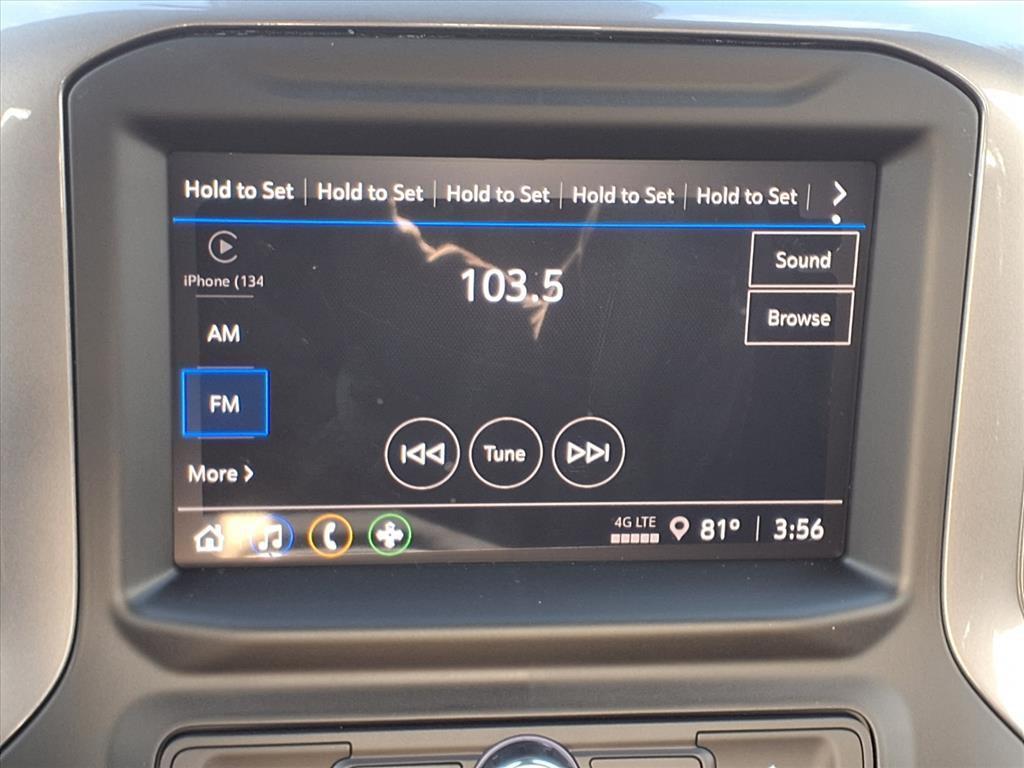 Hold to Set Hold to Set Hold to Set Hold to Set Hold to Set
iPhone (134
Sound
103.5
Browse
AM
FM
Tune
More
4G LTE 81° 3:56